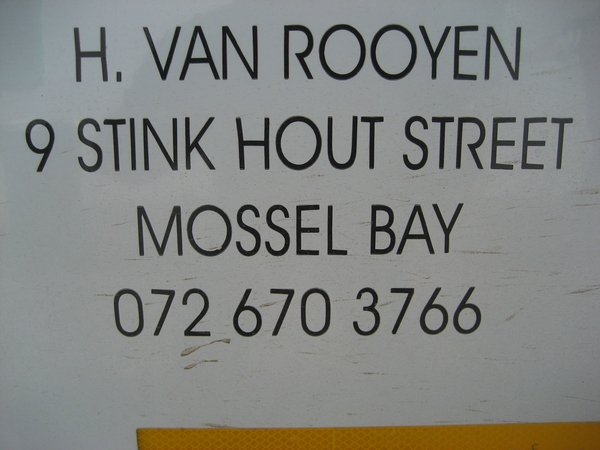 H. VAN ROOYEN
9 STINK HOUT STREET
MOSSEL BAY
072 670 3766